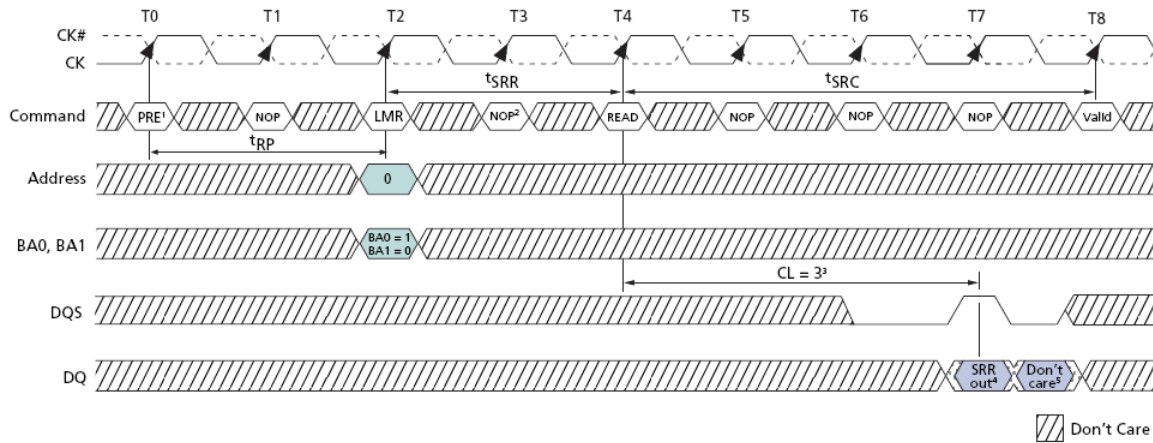 T0 T1 T2 T3 T4 T5 T6 T7 T8
CK#
CK
tSRR tSRC
Command PRE¹ NOP LMR NOP² READ NOP NOP NOP Valid
tRP
Address 0
BA0, BA1 BA0 = 1
BA1 = 0
CL = 3³
DQS
DQ SRR out⁴ Don't care⁵
Don't Care